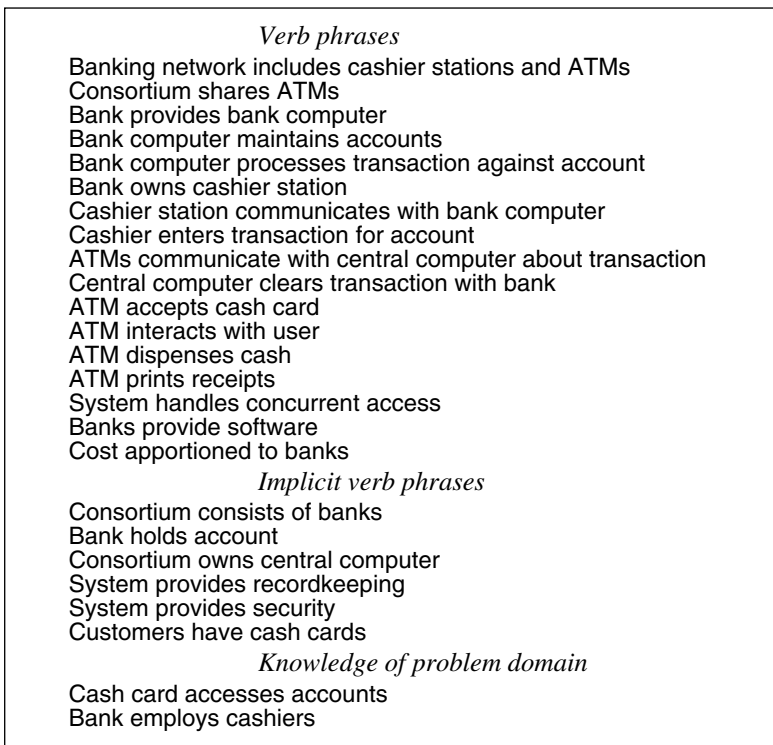 Verb phrases
Banking network includes cashier stations and ATMs
Consortium shares ATMs
Bank provides bank computer
Bank computer maintains accounts
Bank computer processes transaction against account
Bank owns cashier station
Cashier station communicates with bank computer
Cashier enters transaction for account
ATMs communicate with central computer about transaction
Central computer clears transaction with bank
ATM accepts cash card
ATM interacts with user
ATM dispenses cash
ATM prints receipts
System handles concurrent access
Banks provide software
Cost apportioned to banks
Implicit verb phrases
Consortium consists of banks
Bank holds account
Consortium owns central computer
System provides recordkeeping
System provides security
Customers have cash cards
Knowledge of problem domain
Cash card accesses accounts
Bank employs cashiers